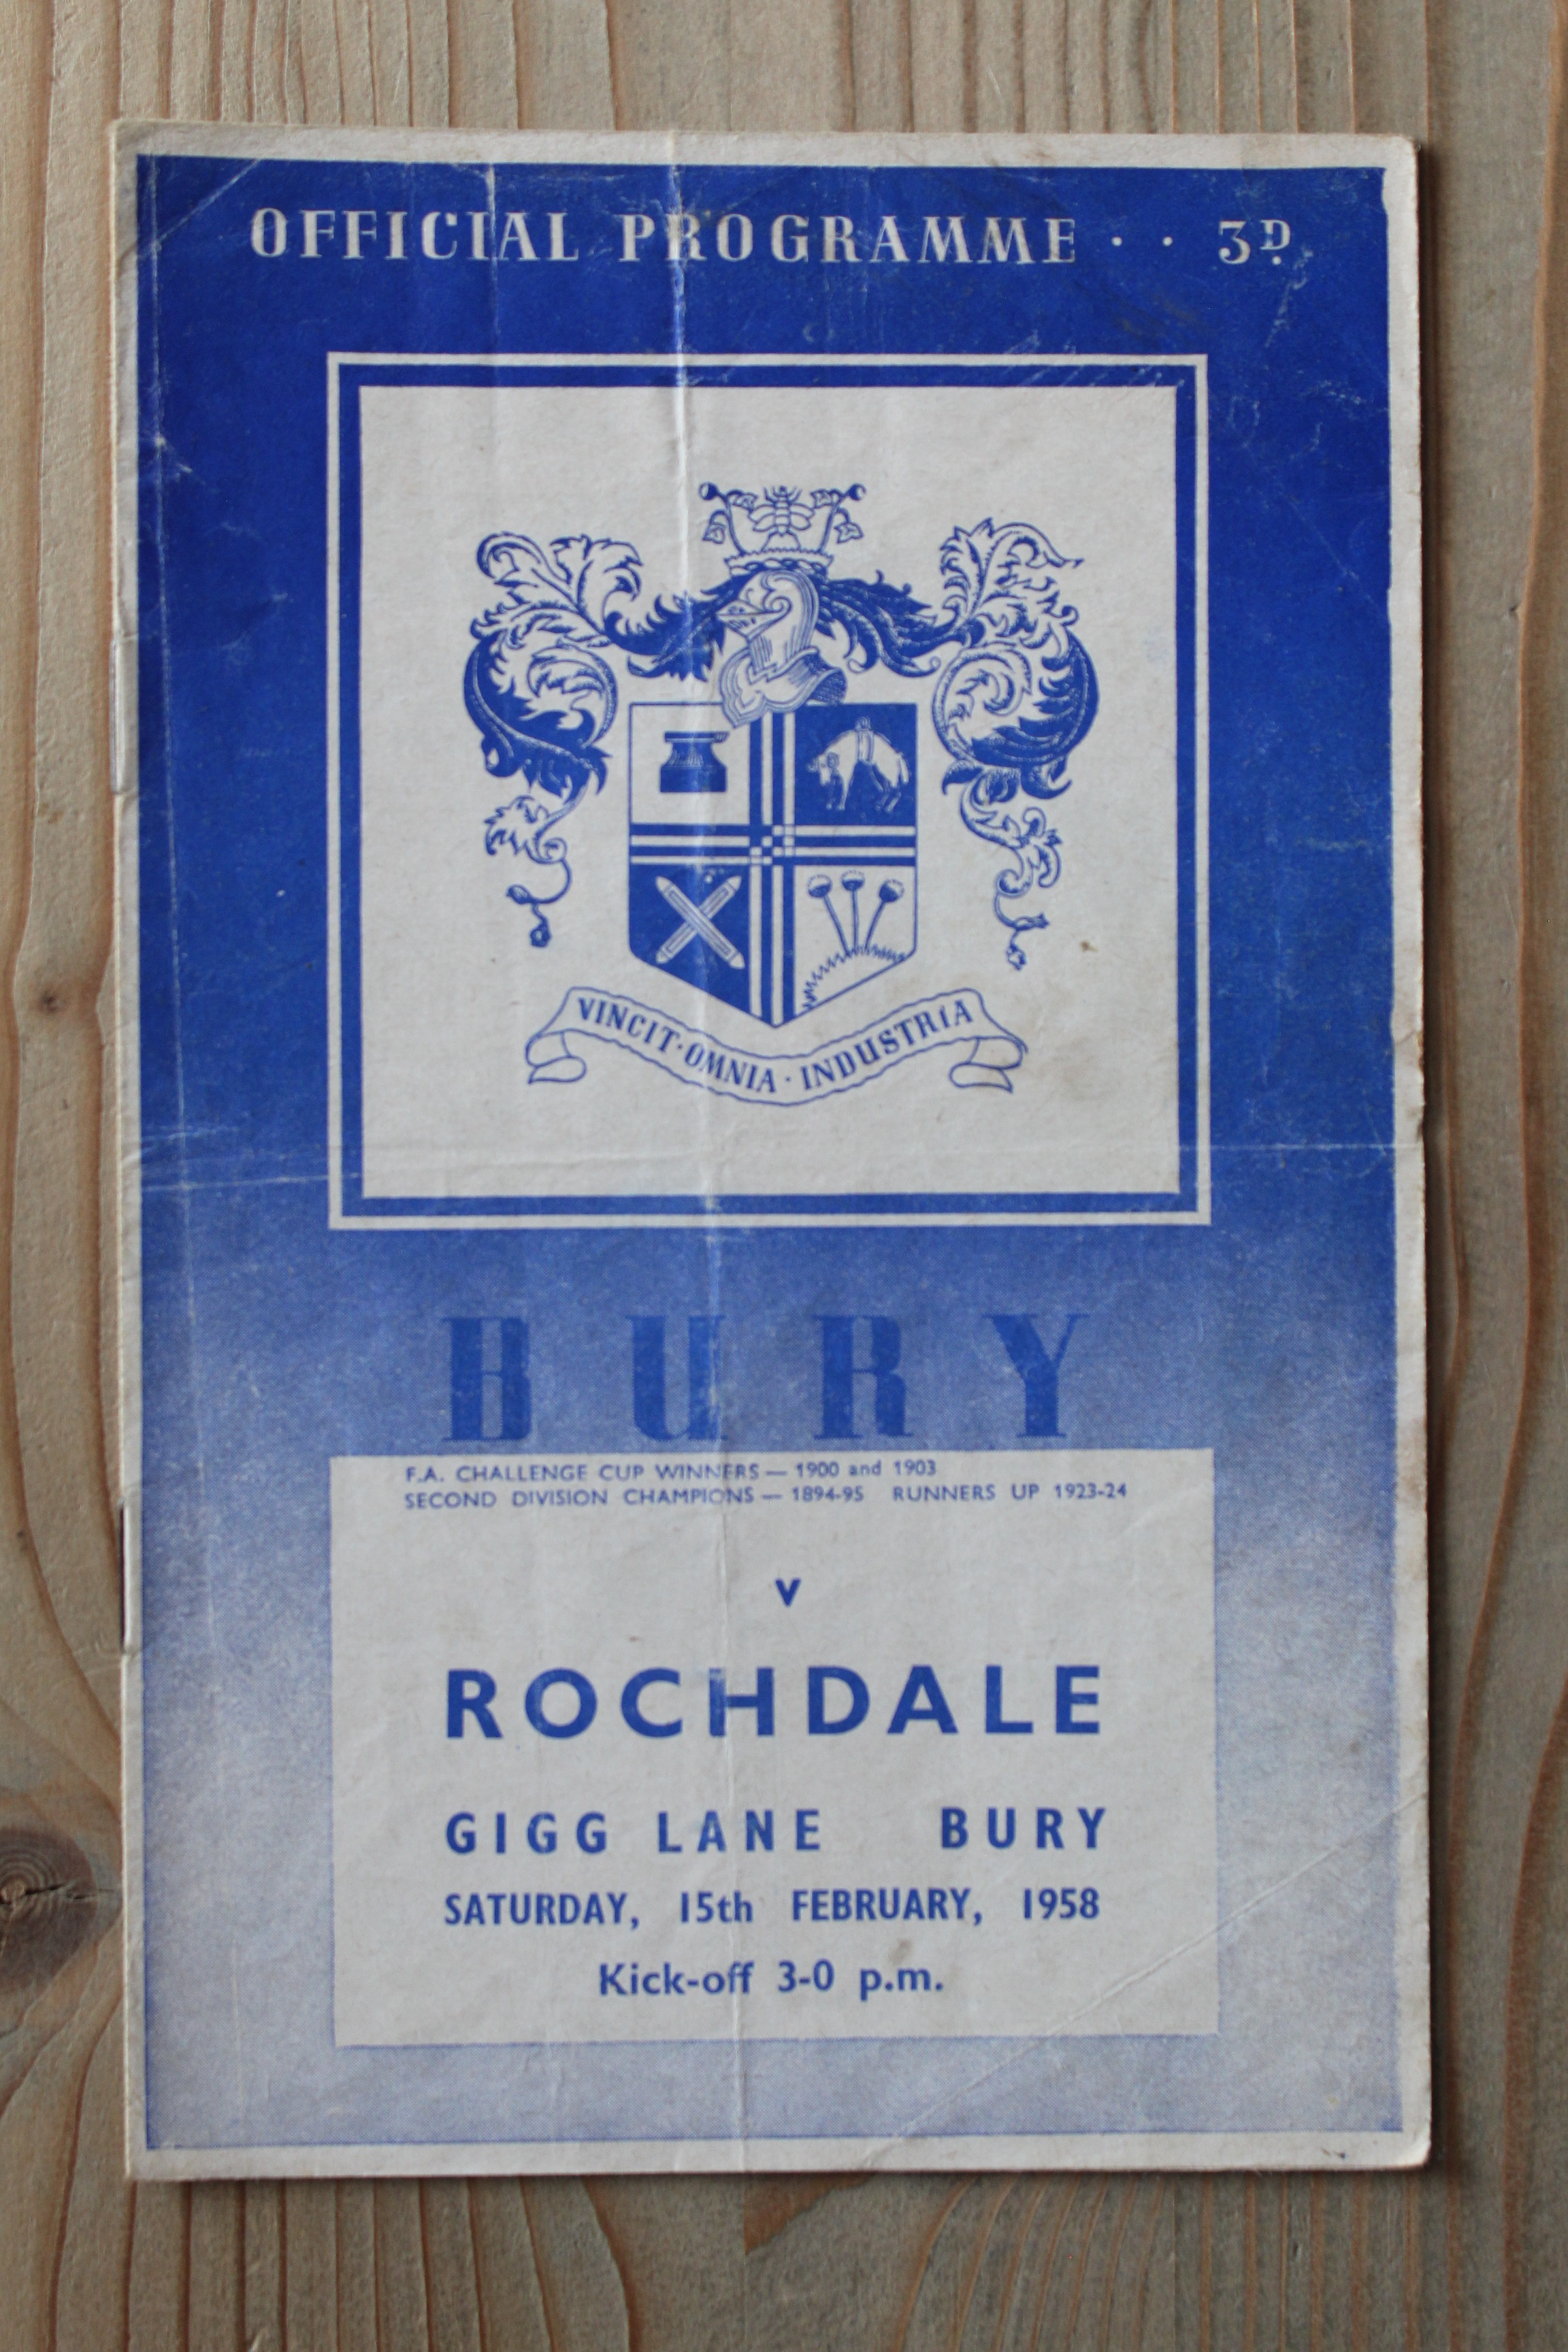 OFFICIAL PROGRAMME · · 3D.
VINCIT · OMNIA · INDUSTRIA
BURY
F.A. CHALLENGE CUP WINNERS — 1900 and 1903
SECOND DIVISION CHAMPIONS — 1894-95 RUNNERS UP 1923-24
v
ROCHDALE
GIGG LANE BURY
SATURDAY, 15th FEBRUARY, 1958
Kick-off 3-0 p.m.